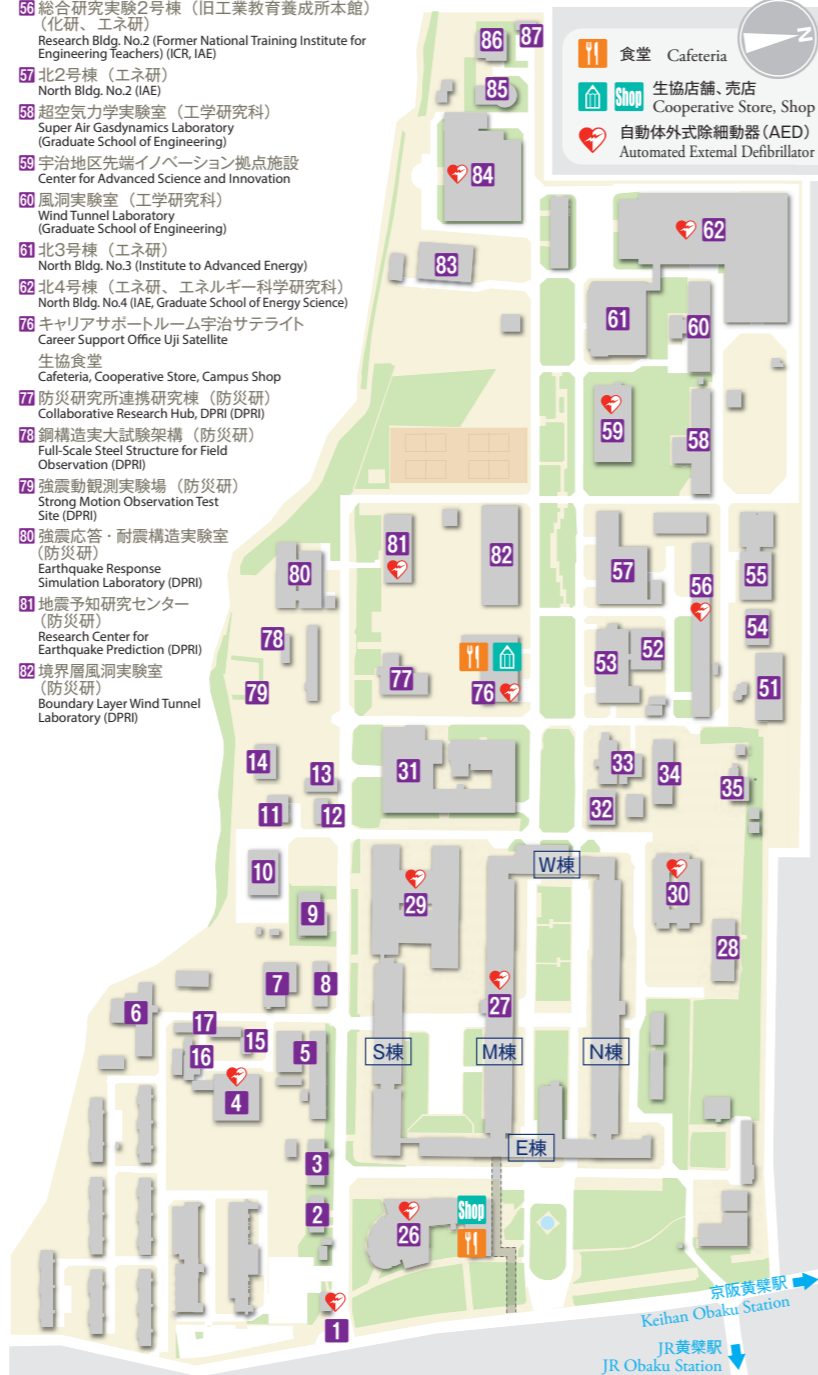 56 総合研究実験2号棟（旧工業教育養成所本館）
（化研、エネ研）
Research Bldg. No.2 (Former National Training Institute for
Engineering Teachers) (ICR, IAE)
57 北2号棟（エネ研）
North Bldg. No.2 (IAE)
58 超空気力学実験室（工学研究科）
Super Air Gasdynamics Laboratory
(Graduate School of Engineering)
59 宇治地区先端イノベーション拠点施設
Center for Advanced Science and Innovation
60 風洞実験室（工学研究科）
Wind Tunnel Laboratory
(Graduate School of Engineering)
61 北3号棟（エネ研）
North Bldg. No.3 (Institute to Advanced Energy)
62 北4号棟（エネ研、エネルギー科学研究科）
North Bldg. No.4 (IAE, Graduate School of Energy Science)
76 キャリアサポートルーム宇治サテライト
Career Support Office Uji Satellite
生協食堂
Cafeteria, Cooperative Store, Campus Shop
77 防災研究所連携研究棟（防災研）
Collaborative Research Hub, DPRI (DPRI)
78 鋼構造実大試験架構（防災研）
Full-Scale Steel Structure for Field
Observation (DPRI)
79 強震動観測実験場（防災研）
Strong Motion Observation Test
Site (DPRI)
80 強震応答・耐震構造実験室
（防災研）
Earthquake Response
Simulation Laboratory (DPRI)
81 地震予知研究センター
（防災研）
Research Center for
Earthquake Prediction (DPRI)
82 境界層風洞実験室
（防災研）
Boundary Layer Wind Tunnel
Laboratory (DPRI)
食堂 Cafeteria
N
Shop 生協店舗、売店
Cooperative Store, Shop
自動体外式除細動器（AED）
Automated Extemal Defibrillator
86
87
85
84
83
62
61
60
59
58
81
82
80
57
56
55
78
54
53
52
51
79
77
76
14
13
31
33
34
35
11
12
32
10
W棟
29
30
9
28
7
8
27
6
17
15
16
5
S棟
M棟
N棟
4
E棟
3
2
26
Shop
1
京阪黄檗駅
Keihan Obaku Station
JR黄檗駅
JR Obaku Station